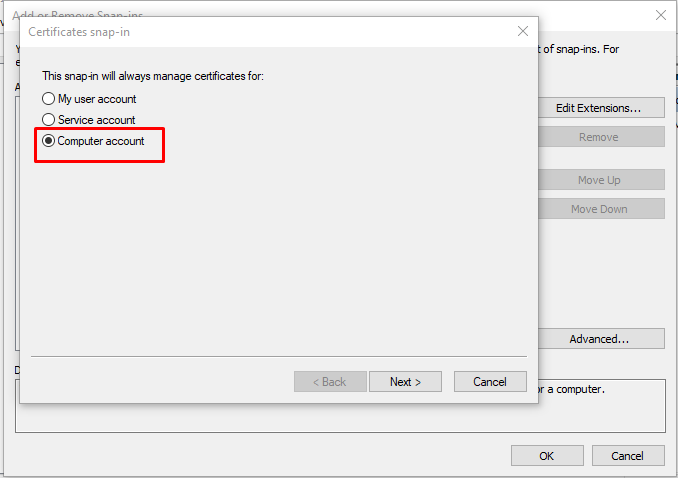 Add or Remove Snap-ins
Certificates snap-in
of snap-ins. For
This snap-in will always manage certificates for:
My user account
Service account
Computer account
Edit Extensions...
Remove
Move Up
Move Down
Advanced...
< Back
Next >
Cancel
or a computer.
OK
Cancel